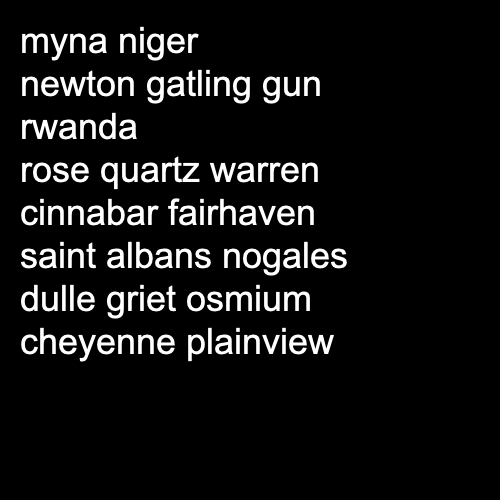 myna niger
newton gatling gun
rwanda
rose quartz warren
cinnabar fairhaven
saint albans nogales
dulle griet osmium
cheyenne plainview